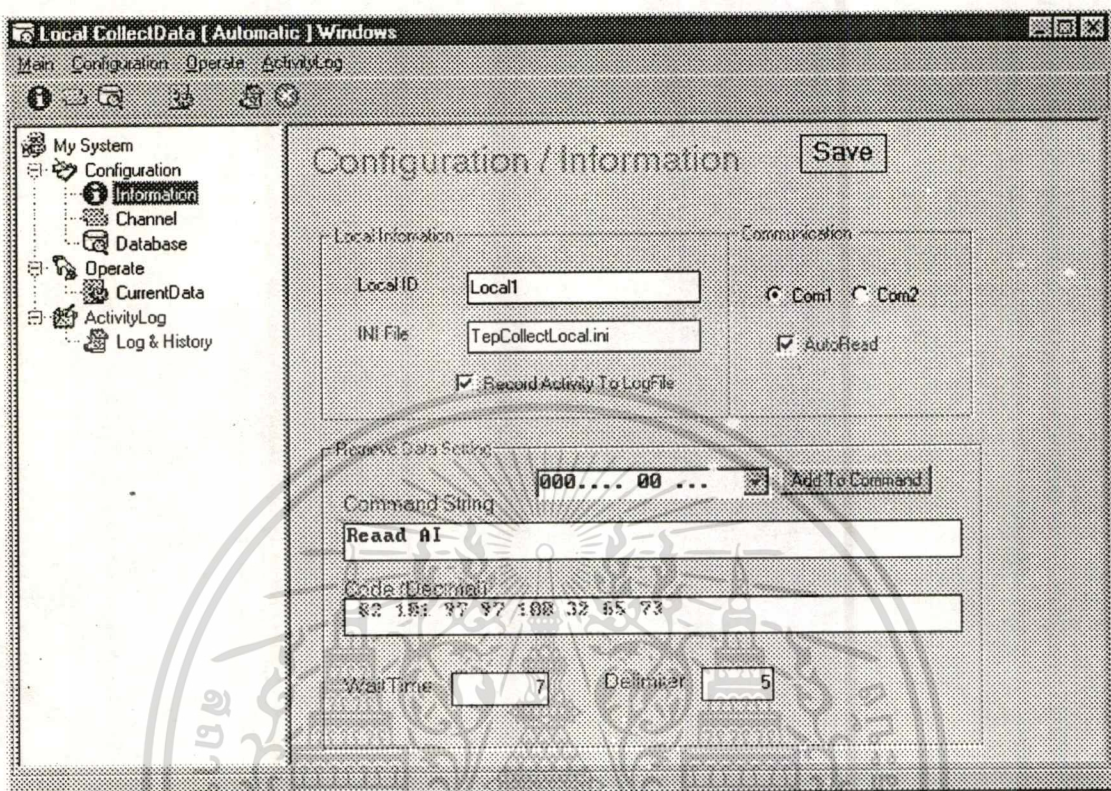 Local CollectData [ Automatic ] Windows
Main Configuration Operate ActivityLog
My System
Configuration
Information
Channel
Database
Operate
CurrentData
ActivityLog
Log & History
Configuration / Information
Save
Local Infomation
Local ID
Local1
INI File
TepCollectLocal.ini
Record Activity To LogFile
Communication
Com1 Com2
AutoRead
Retrieve Data Setting
000.... 00 ...
Add To Command
Command String
Reaad AI
Code (Decimal)
82 101 97 97 100 32 65 73
WaitTime 7
Delimiter 5